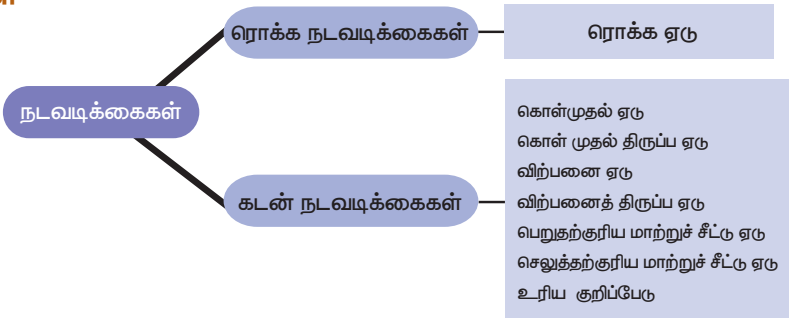 ரொக்க நடவடிக்கைகள்
ரொக்க ஏடு
நடவடிக்கைகள்
கடன் நடவடிக்கைகள்
கொள்முதல் ஏடு
கொள் முதல் திருப்ப ஏடு
விற்பனை ஏடு
விற்பனைத் திருப்ப ஏடு
பெறுதற்குரிய மாற்றுச் சீட்டு ஏடு
செலுத்தற்குரிய மாற்றுச் சீட்டு ஏடு
உரிய குறிப்பேடு